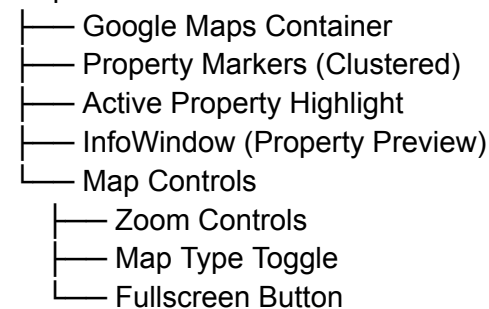 ├── Google Maps Container
├── Property Markers (Clustered)
├── Active Property Highlight
├── InfoWindow (Property Preview)
└── Map Controls
    ├── Zoom Controls
    ├── Map Type Toggle
    └── Fullscreen Button